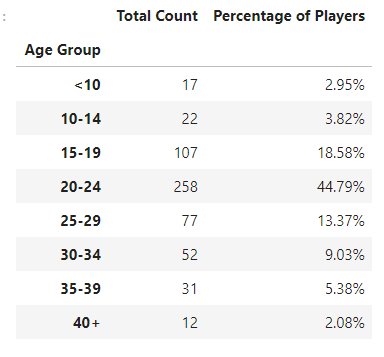 :
Total Count Percentage of Players
Age Group
<10 17 2.95%
10-14 22 3.82%
15-19 107 18.58%
20-24 258 44.79%
25-29 77 13.37%
30-34 52 9.03%
35-39 31 5.38%
40+ 12 2.08%